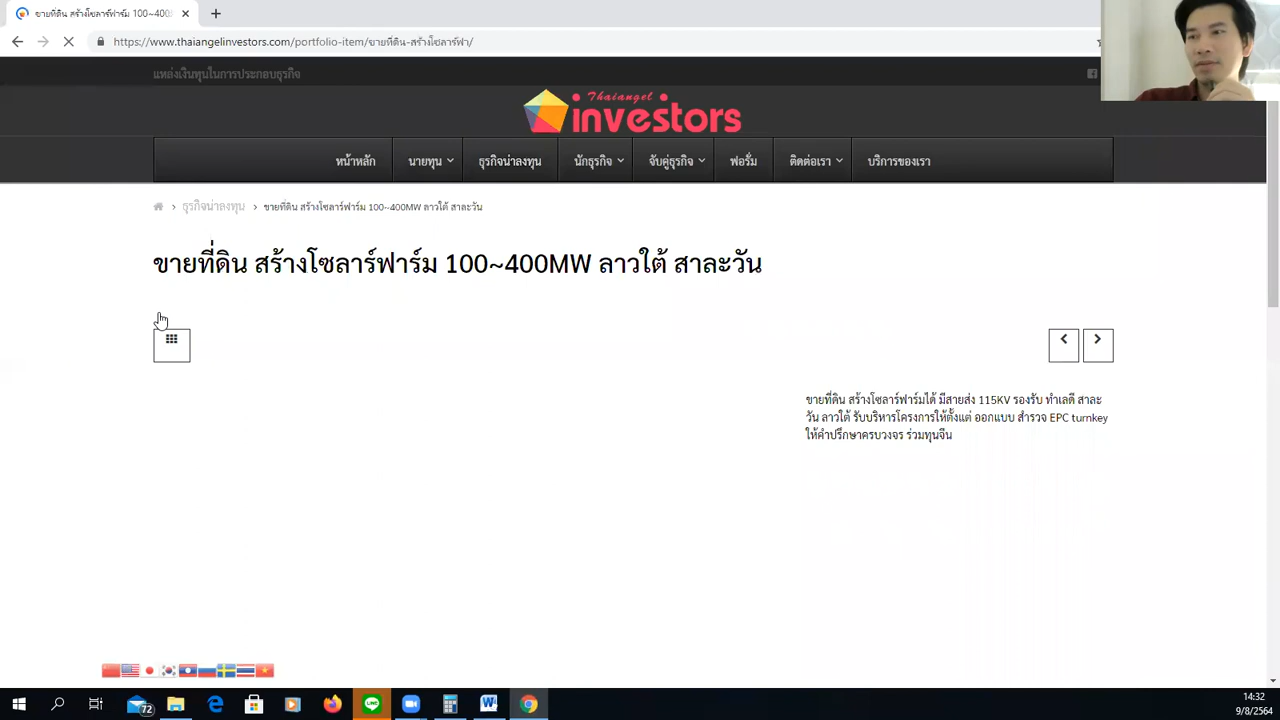 ขายที่ดิน สร้างโซลาร์ฟาร์ม 100~400
https://www.thaiangelinvestors.com/portfolio-item/ขายที่ดิน-สร้างโซลาร์ฟา/
แหล่งเงินทุนในการประกอบธุรกิจ
Thaiangel
investors
หน้าหลัก นายทุน ธุรกิจน่าลงทุน นักธุรกิจ จับคู่ธุรกิจ ฟอรั่ม ติดต่อเรา บริการของเรา
ธุรกิจน่าลงทุน > ขายที่ดิน สร้างโซลาร์ฟาร์ม 100~400MW ลาวใต้ สาละวัน
ขายที่ดิน สร้างโซลาร์ฟาร์ม 100~400MW ลาวใต้ สาละวัน
ขายที่ดิน สร้างโซลาร์ฟาร์มได้ มีสายส่ง 115KV รองรับ ทำเลดี สาละ
วัน ลาวใต้ รับบริหารโครงการให้ตั้งแต่ ออกแบบ สำรวจ EPC turnkey
ให้คำปรึกษาครบวงจร ร่วมทุนจีน
72
14:32
9/8/2564